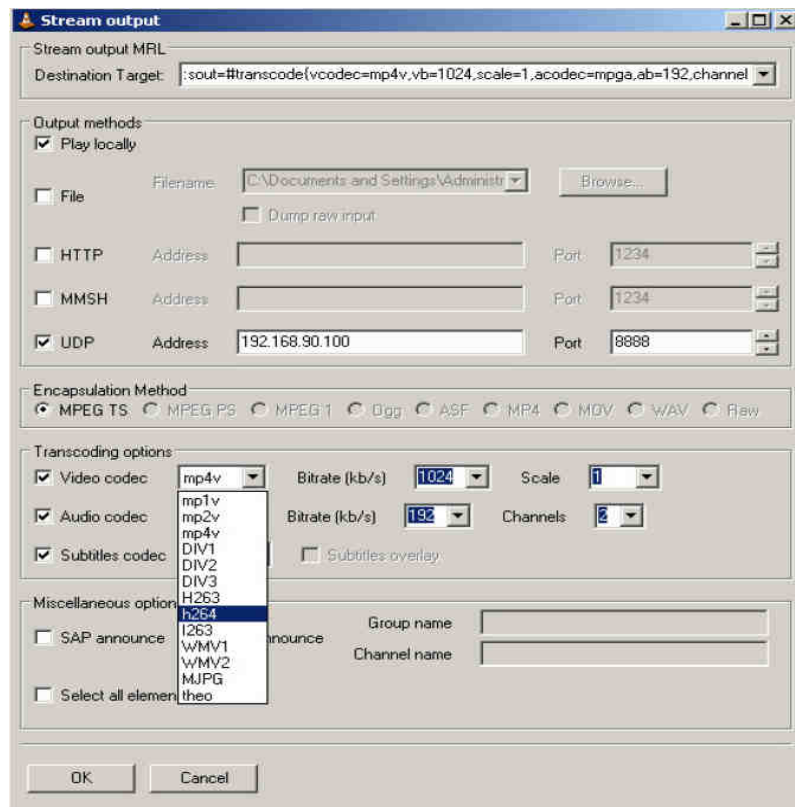 Stream output
Stream output MRL
Destination Target: :sout=#transcode{vcodec=mp4v,vb=1024,scale=1,acodec=mpga,ab=192,channel
Output methods
Play locally
File Filename C:\Documents and Settings\Administr Browse...
Dump raw input
HTTP Address Port 1234
MMSH Address Port 1234
UDP Address 192.168.90.100 Port 8888
Encapsulation Method
MPEG TS MPEG PS MPEG 1 Ogg ASF MP4 MOV WAV Raw
Transcoding options
Video codec mp4v Bitrate (kb/s) 1024 Scale 1
mp1v
Audio codec mp2v Bitrate (kb/s) 192 Channels 2
mp4v
DIV1
Subtitles codec DIV2 Subtitles overlay
DIV3
H263
Miscellaneous option h264
Group name
SAP announce I263 nnounce
WMV1
Channel name
WMV2
MJPG
Select all elemen theo
OK Cancel